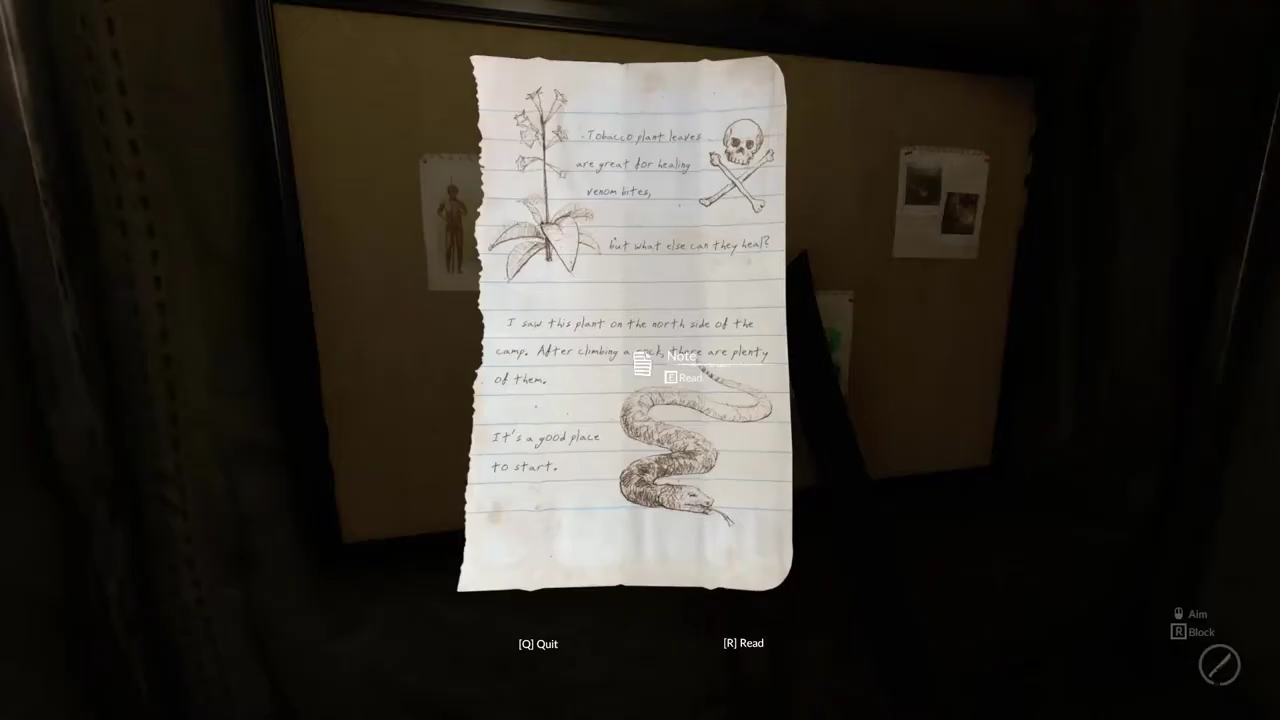 -Tobacco plant leaves
are great for healing
venom bites,
but what else can they heal?
I saw this plant on the north side of the
camp. After climbing a rock, there are plenty
of them.
Note
E Read
It's a good place
to start.
[Q] Quit
[R] Read
Aim
R Block